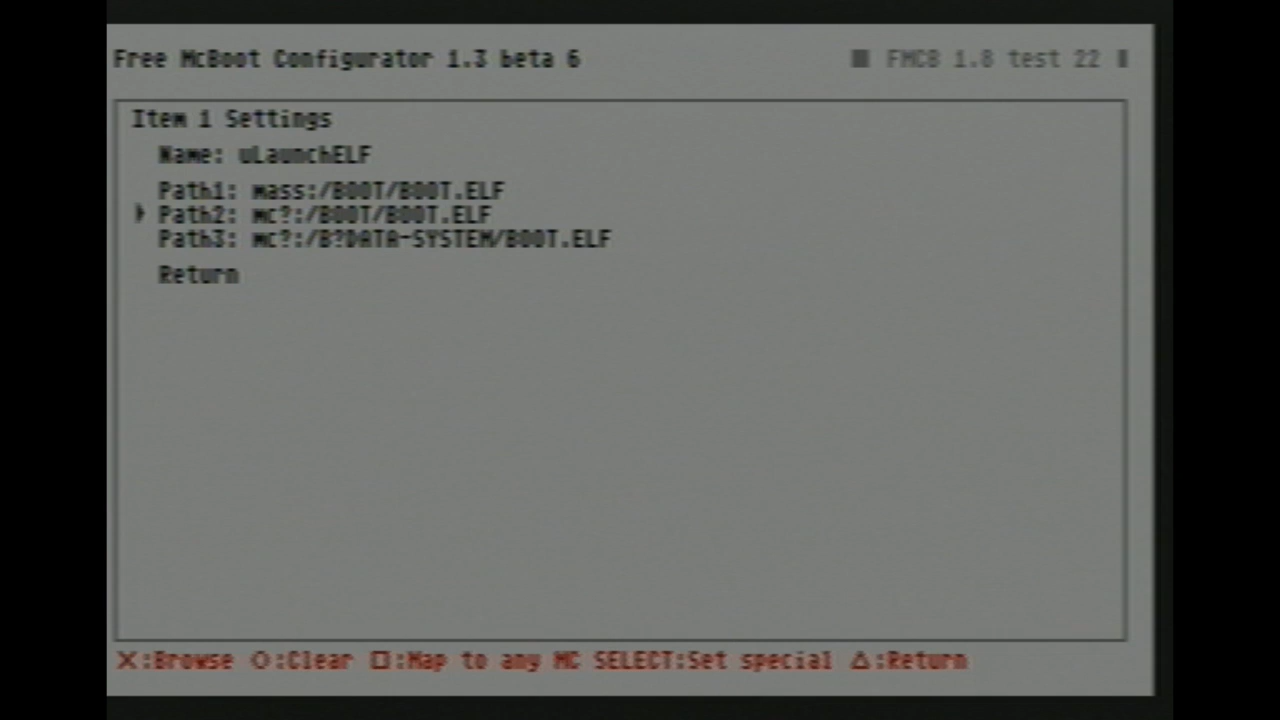 Free McBoot Configurator 1.3 beta 6
FMCB 1.8 test 22
Item 1 Settings
Name: uLaunchELF
Path1: mass:/BOOT/BOOT.ELF
Path2: mc?:/BOOT/BOOT.ELF
Path3: mc?:/B?DATA-SYSTEM/BOOT.ELF
Return
X:Browse O:Clear □:Map to any MC SELECT:Set special △:Return